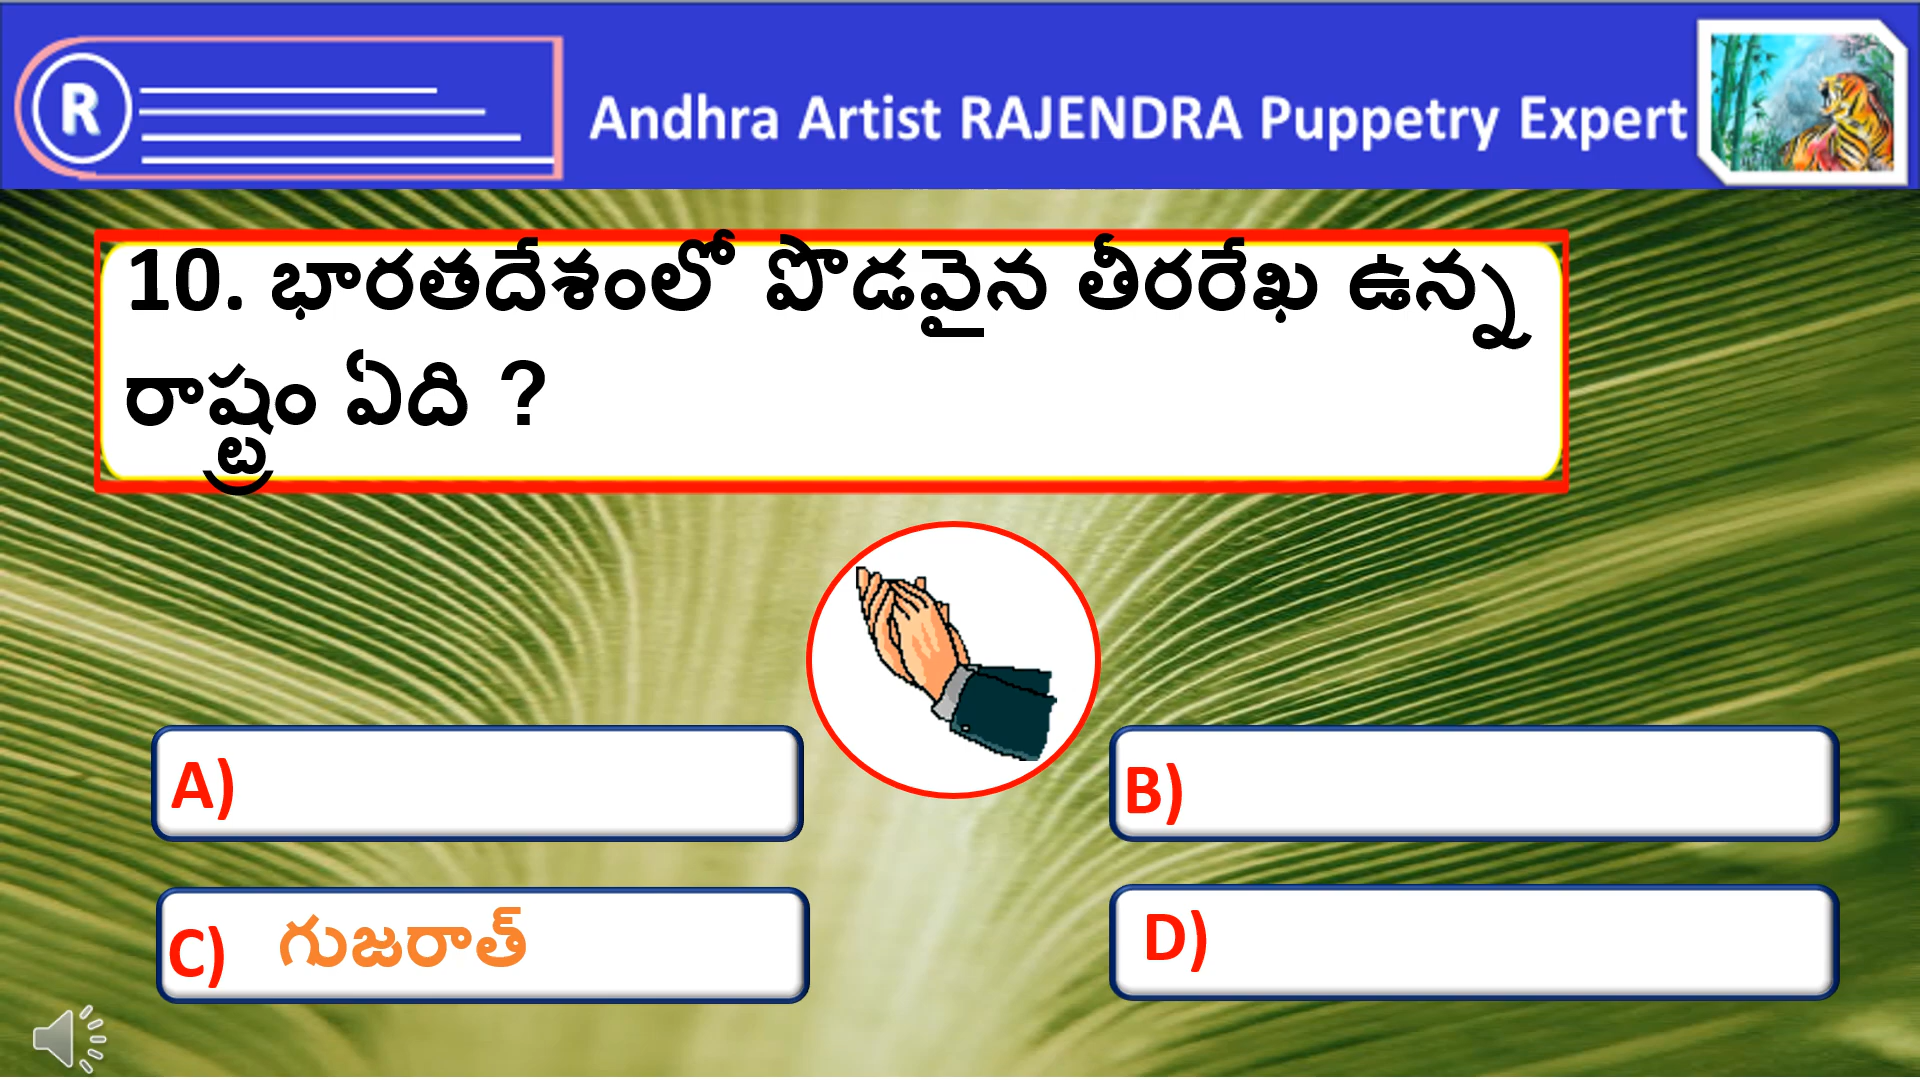 R
Andhra Artist RAJENDRA Puppetry Expert
10. భారతదేశంలో పొడవైన తీరరేఖ ఉన్న
రాష్ట్రం ఏది ?
A)
B)
C) గుజరాత్
D)